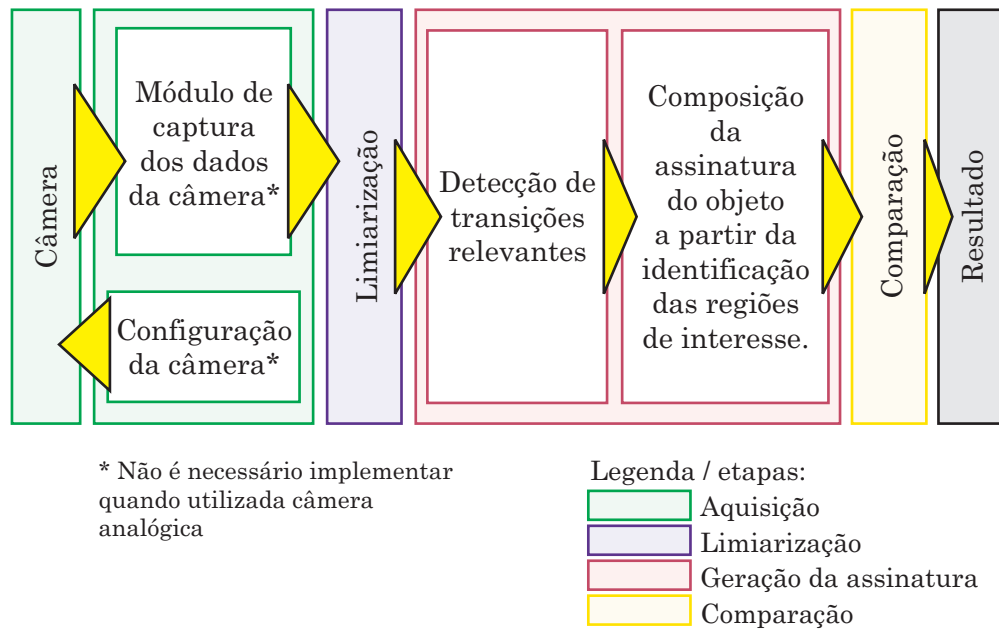 Câmera
Módulo de
captura
dos dados
da câmera*
Configuração
da câmera*
Limiarização
Detecção de
transições
relevantes
Composição
da
assinatura
do objeto
a partir da
identificação
das regiões
de interesse.
Comparação
Resultado
* Não é necessário implementar
quando utilizada câmera
analógica
Legenda / etapas:
Aquisição
Limiarização
Geração da assinatura
Comparação